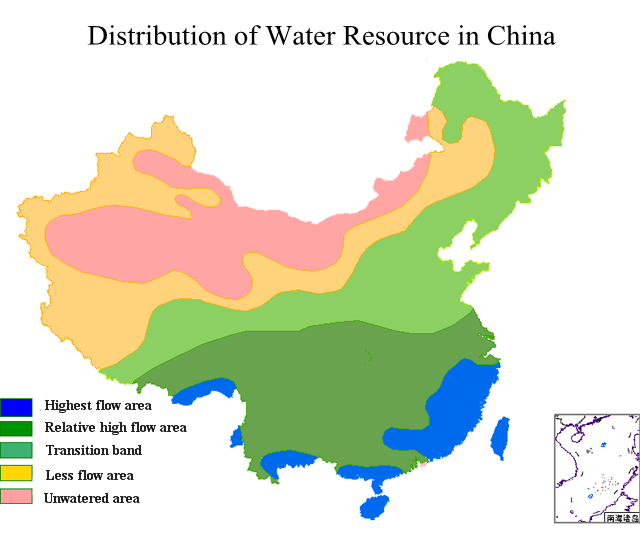 Distribution of Water Resource in China
Highest flow area
Relative high flow area
Transition band
Less flow area
Unwatered area
南海诸岛